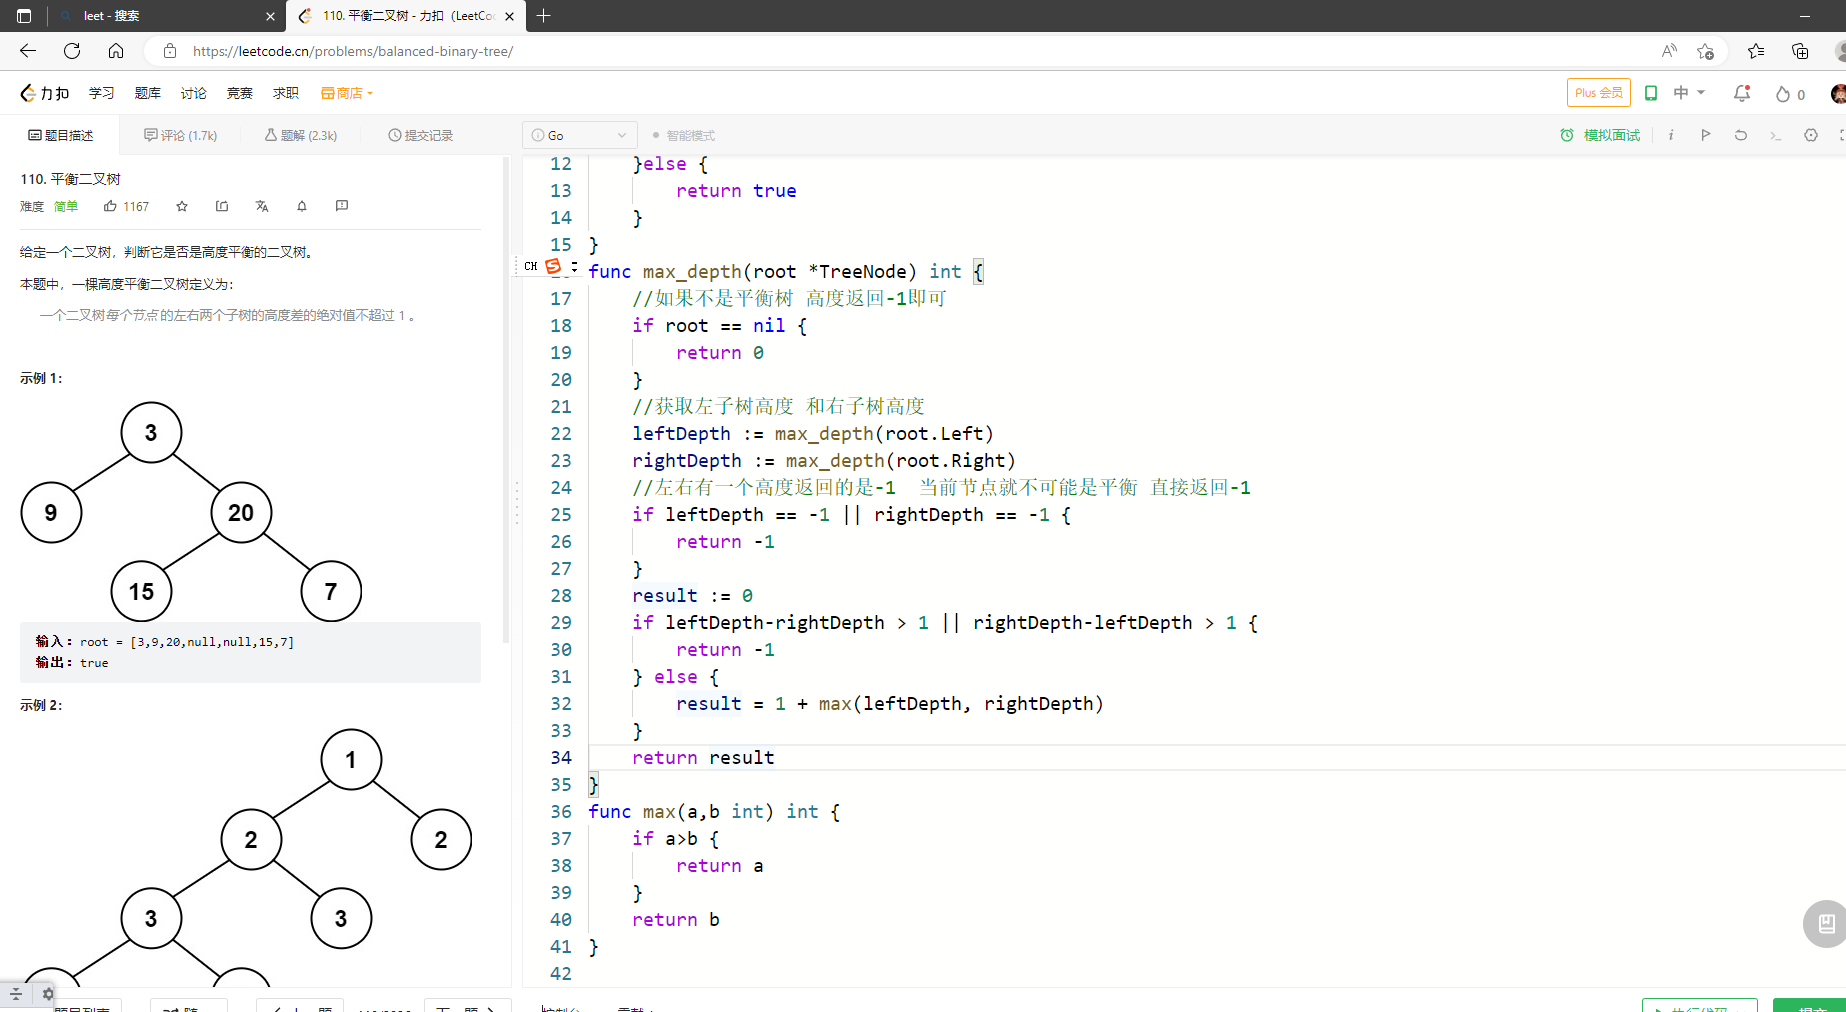 leet - 搜索
110. 平衡二叉树 - 力扣（LeetCo
https://leetcode.cn/problems/balanced-binary-tree/
力扣 学习 题库 讨论 竞赛 求职 商店 Plus 会员 中 0
题目描述 评论 (1.7k) 题解 (2.3k) 提交记录
Go 智能模式 模拟面试
110. 平衡二叉树
难度 简单 1167
给定一个二叉树，判断它是否是高度平衡的二叉树。
本题中，一棵高度平衡二叉树定义为：
一个二叉树每个节点 的左右两个子树的高度差的绝对值不超过 1 。
示例 1：
3
9 20
15 7
输入：root = [3,9,20,null,null,15,7]
输出：true
示例 2：
1
2 2
3 3
CH
12 }else {
13 return true
14 }
15 }
func max_depth(root *TreeNode) int {
17 //如果不是平衡树 高度返回-1即可
18 if root == nil {
19 return 0
20 }
21 //获取左子树高度 和右子树高度
22 leftDepth := max_depth(root.Left)
23 rightDepth := max_depth(root.Right)
24 //左右有一个高度返回的是-1  当前节点就不可能是平衡 直接返回-1
25 if leftDepth == -1 || rightDepth == -1 {
26 return -1
27 }
28 result := 0
29 if leftDepth-rightDepth > 1 || rightDepth-leftDepth > 1 {
30 return -1
31 } else {
32 result = 1 + max(leftDepth, rightDepth)
33 }
34 return result
35 }
36 func max(a,b int) int {
37 if a>b {
38 return a
39 }
40 return b
41 }
42